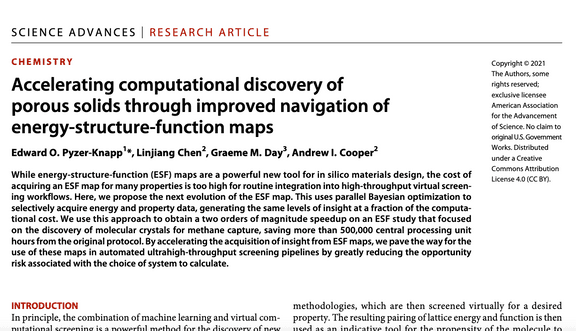 SCIENCE ADVANCES | RESEARCH ARTICLE
CHEMISTRY
Accelerating computational discovery of
porous solids through improved navigation of
energy-structure-function maps
Edward O. Pyzer-Knapp1*, Linjiang Chen2, Graeme M. Day3, Andrew I. Cooper2
While energy-structure-function (ESF) maps are a powerful new tool for in silico materials design, the cost of
acquiring an ESF map for many properties is too high for routine integration into high-throughput virtual screen-
ing workflows. Here, we propose the next evolution of the ESF map. This uses parallel Bayesian optimization to
selectively acquire energy and property data, generating the same levels of insight at a fraction of the computa-
tional cost. We use this approach to obtain a two orders of magnitude speedup on an ESF study that focused
on the discovery of molecular crystals for methane capture, saving more than 500,000 central processing unit
hours from the original protocol. By accelerating the acquisition of insight from ESF maps, we pave the way for the
use of these maps in automated ultrahigh-throughput screening pipelines by greatly reducing the opportunity
risk associated with the choice of system to calculate.
Copyright © 2021
The Authors, some
rights reserved;
exclusive licensee
American Association
for the Advancement
of Science. No claim to
original U.S. Government
Works. Distributed
under a Creative
Commons Attribution
License 4.0 (CC BY).
INTRODUCTION
In principle, the combination of machine learning and virtual com-
putational screening is a powerful method for the discovery of new
methodologies, which are then screened virtually for a desired
property. The resulting pairing of lattice energy and function is then
used as an indicative tool for the propensity of the molecule to